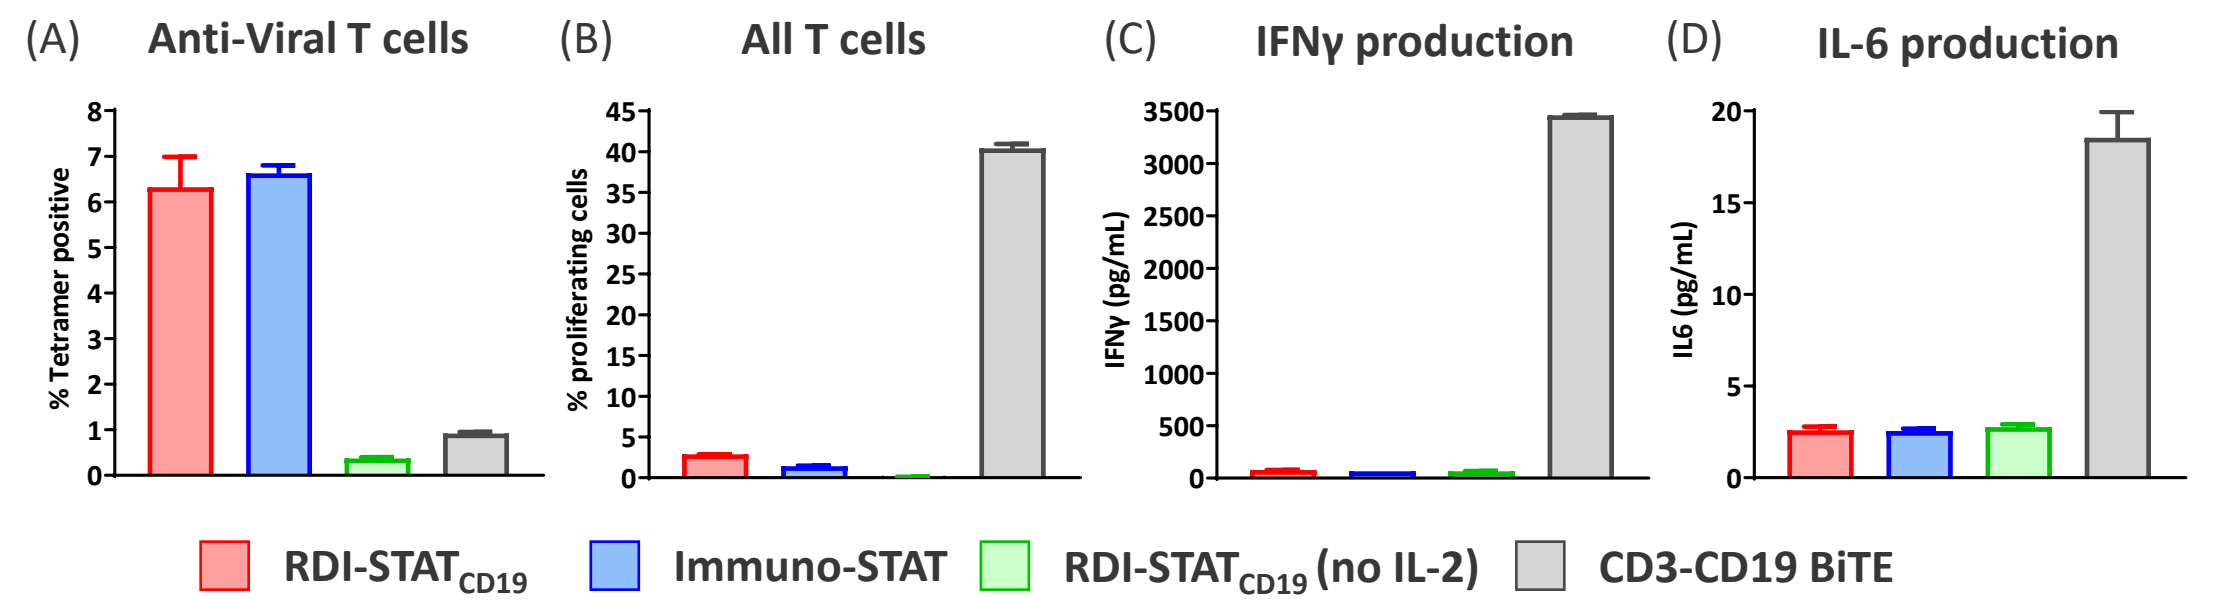 (A) Anti-Viral T cells
% Tetramer positive
8
7
6
5
4
3
2
1
0
(B) All T cells
% proliferating cells
45
40
35
30
25
20
15
10
5
0
(C) IFNγ production
IFNγ (pg/mL)
3500
3000
2500
2000
1500
1000
500
0
(D) IL-6 production
IL6 (pg/mL)
20
15
10
5
0
RDI-STAT_CD19
Immuno-STAT
RDI-STAT_CD19 (no IL-2)
CD3-CD19 BiTE